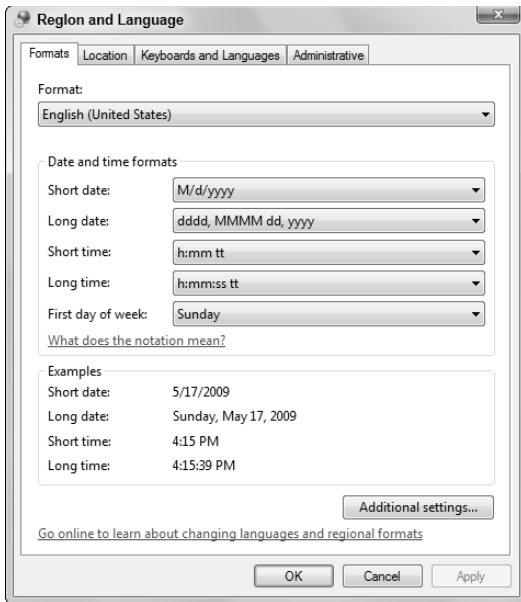 Region and Language
Formats Location Keyboards and Languages Administrative
Format:
English (United States)
Date and time formats
Short date: M/d/yyyy
Long date: dddd, MMMM dd, yyyy
Short time: h:mm tt
Long time: h:mm:ss tt
First day of week: Sunday
What does the notation mean?
Examples
Short date: 5/17/2009
Long date: Sunday, May 17, 2009
Short time: 4:15 PM
Long time: 4:15:39 PM
Additional settings...
Go online to learn about changing languages and regional formats
OK Cancel Apply